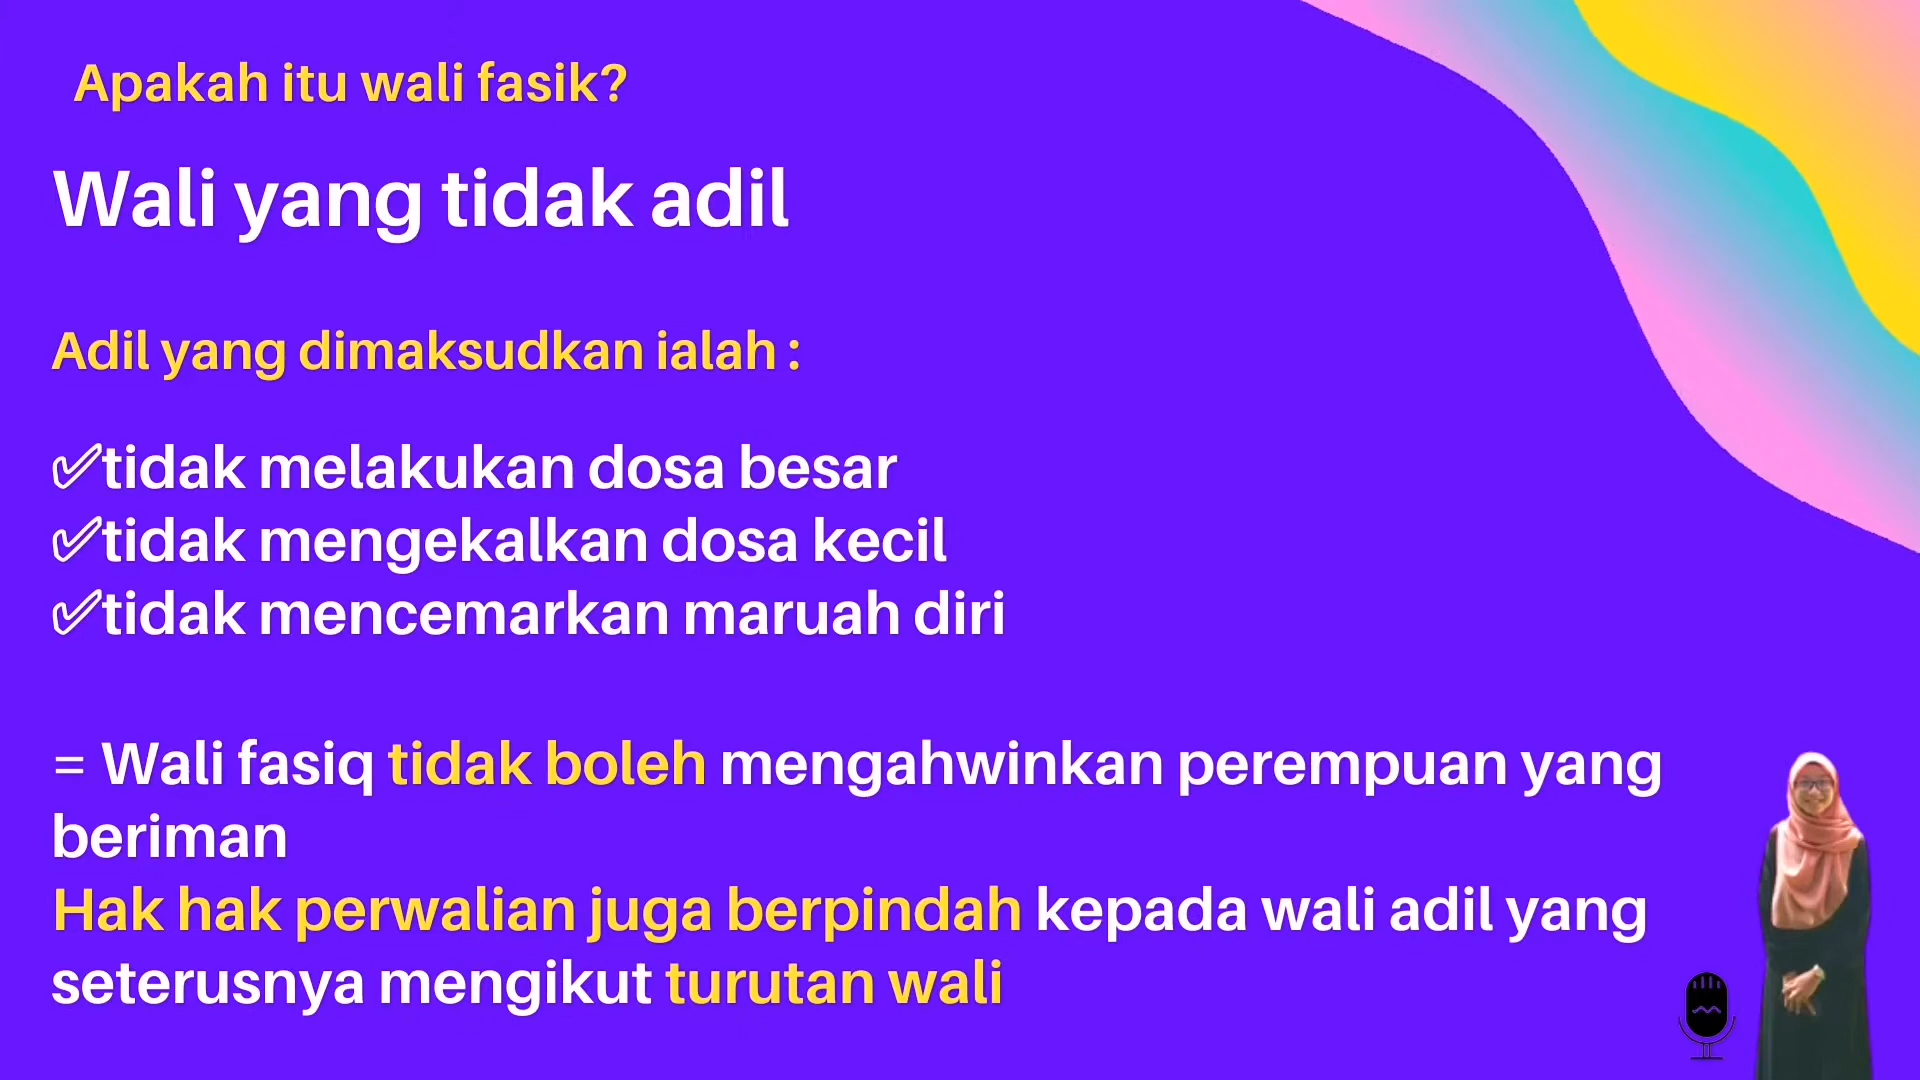 Apakah itu wali fasik?
Wali yang tidak adil
Adil yang dimaksudkan ialah :
✅tidak melakukan dosa besar
✅tidak mengekalkan dosa kecil
✅tidak mencemarkan maruah diri
= Wali fasiq tidak boleh mengahwinkan perempuan yang
beriman
Hak hak perwalian juga berpindah kepada wali adil yang
seterusnya mengikut turutan wali